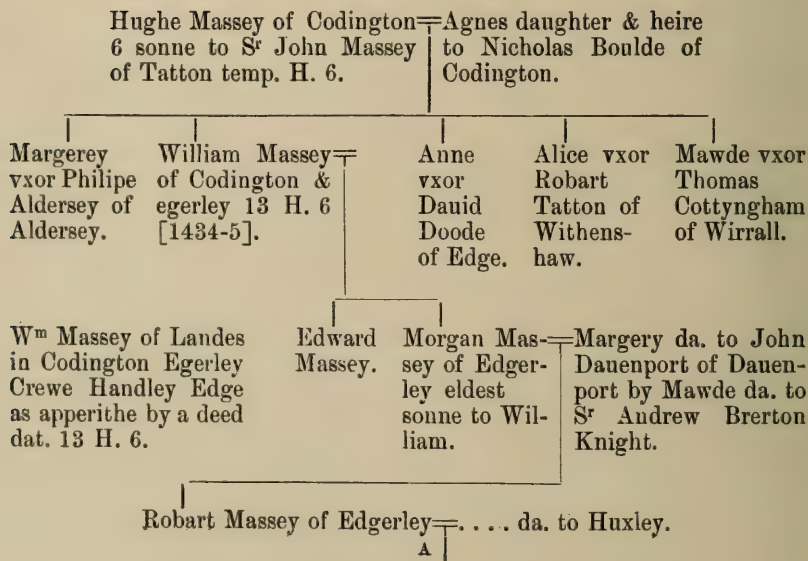 Hughe Massey of Codington
6 sonne to Sʳ John Massey
of Tatton temp. H. 6.
Agnes daughter & heire
to Nicholas Boulde of
Codington.
Margerey
vxor Philipe
Aldersey of
Aldersey.
William Massey
of Codington &
egerley 13 H. 6
[1434-5].
Anne
vxor
Dauid
Doode
of Edge.
Alice vxor
Robart
Tatton of
Withens-
haw.
Mawde vxor
Thomas
Cottyngham
of Wirrall.
Wᵐ Massey of Landes
in Codington Egerley
Crewe Handley Edge
as apperithe by a deed
dat. 13 H. 6.
Edward
Massey.
Morgan Mas-
sey of Edger-
ley eldest
sonne to Wil-
liam.
Margery da. to John
Dauenport of Dauen-
port by Mawde da. to
Sʳ Andrew Brerton
Knight.
Robart Massey of Edgerley
. . . . da. to Huxley.
A